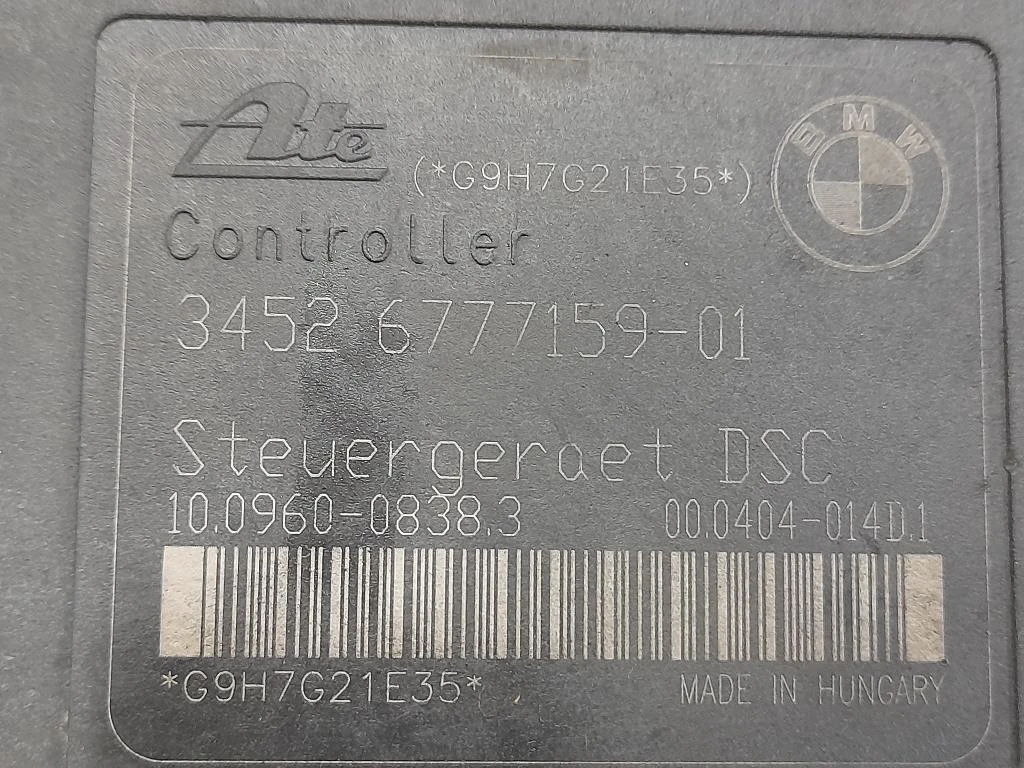 Ate
(*G9H7G21E35*)
BMW
Controller
3452 6777159-01
Steuergeraet DSC
10.0960-0838.3 00.0404-014D.1
*G9H7G21E35* MADE IN HUNGARY